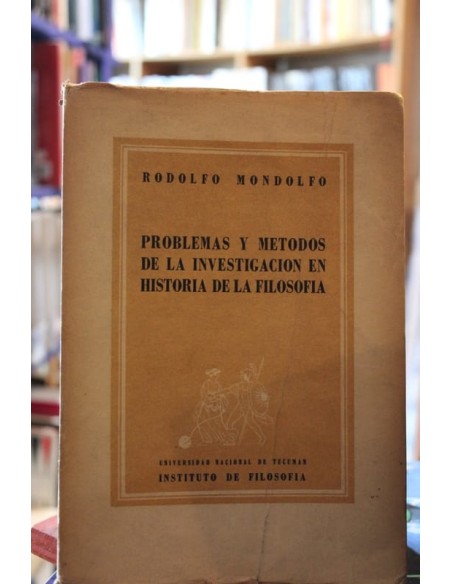 RODOLFO MONDOLFO
PROBLEMAS Y METODOS
DE LA INVESTIGACION EN
HISTORIA DE LA FILOSOFIA
UNIVERSIDAD NACIONAL DE TUCUMAN
INSTITUTO DE FILOSOFIA